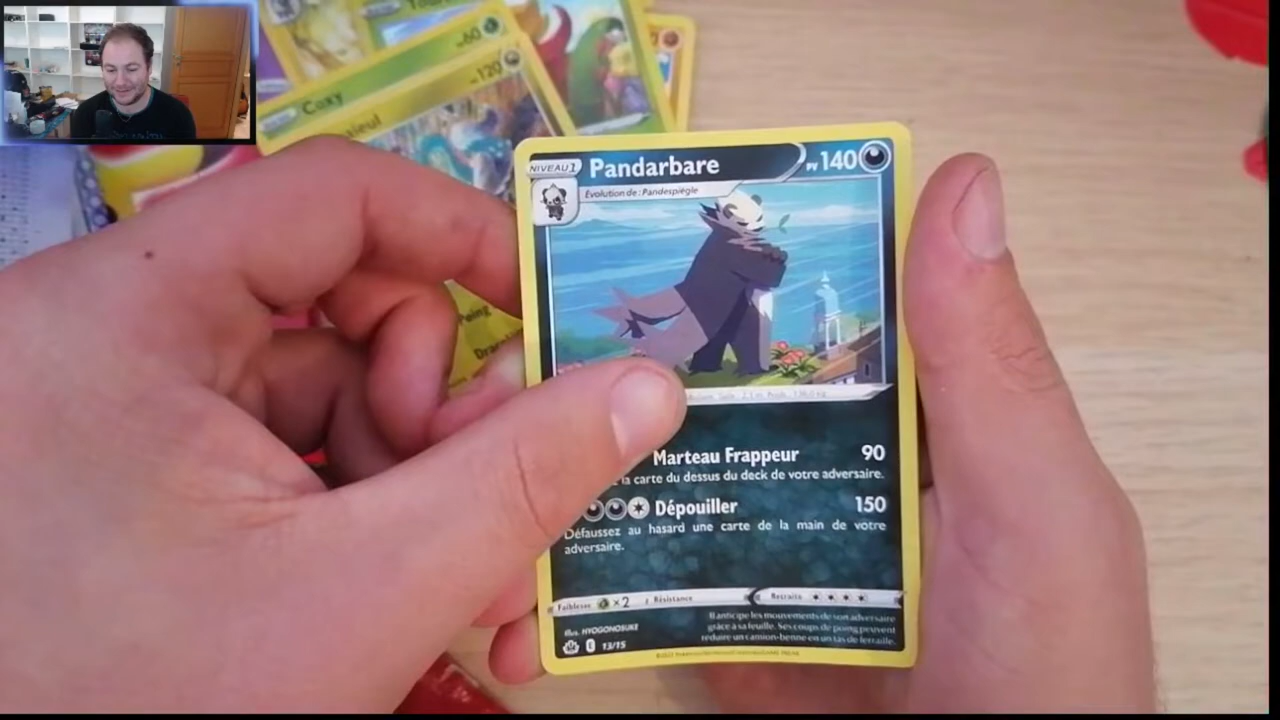 60
120
Coxy
sieul
Poing
NIVEAU 1
Pandarbare
PV 140
Évolution de : Pandespiègle
Marteau Frappeur 90
la carte du dessus du deck de votre adversaire.
Dépouiller 150
Défaussez au hasard une carte de la main de votre
adversaire.
Faiblesse ×2 Résistance Retraite
Il anticipe les mouvements de son adversaire
grâce à sa feuille. Ses coups de poing peuvent
réduire un camion-benne en un tas de ferraille.
Illus. HYOGONOSUKE
13/15